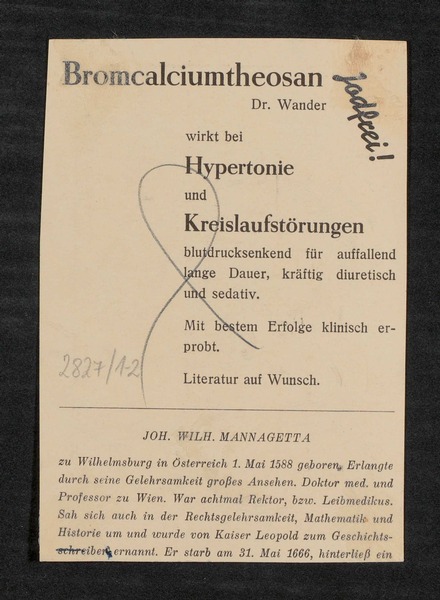 Bromcalciumtheosan
jodfrei!
Dr. Wander
wirkt bei
Hypertonie
und
Kreislaufstörungen
blutdrucksenkend für auffallend
lange Dauer, kräftig diuretisch
und sedativ.
Mit bestem Erfolge klinisch er-
probt.
2827/1-2
Literatur auf Wunsch.
JOH. WILH. MANNAGETTA
zu Wilhelmsburg in Österreich 1. Mai 1588 geboren, Erlangte
durch seine Gelehrsamkeit großes Ansehen. Doktor med. und
Professor zu Wien. War achtmal Rektor, bzw. Leibmedikus.
Sah sich auch in der Rechtsgelehrsamkeit, Mathematik und
Historie um und wurde von Kaiser Leopold zum Geschichts-
schreiber ernannt. Er starb am 31. Mai 1666, hinterließ ein